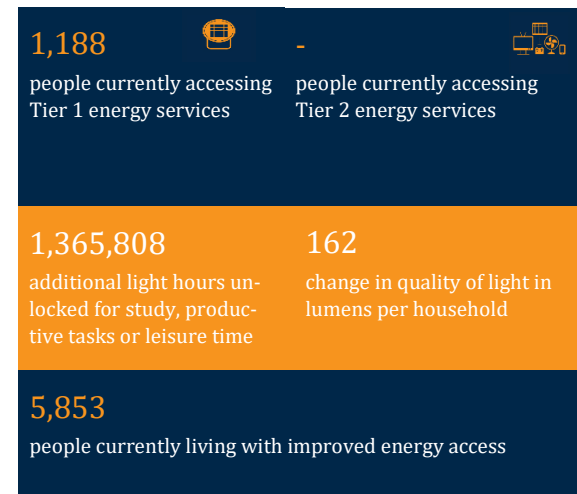 1,188
people currently accessing
Tier 1 energy services
-
people currently accessing
Tier 2 energy services
1,365,808
additional light hours un-
locked for study, produc-
tive tasks or leisure time
162
change in quality of light in
lumens per household
5,853
people currently living with improved energy access